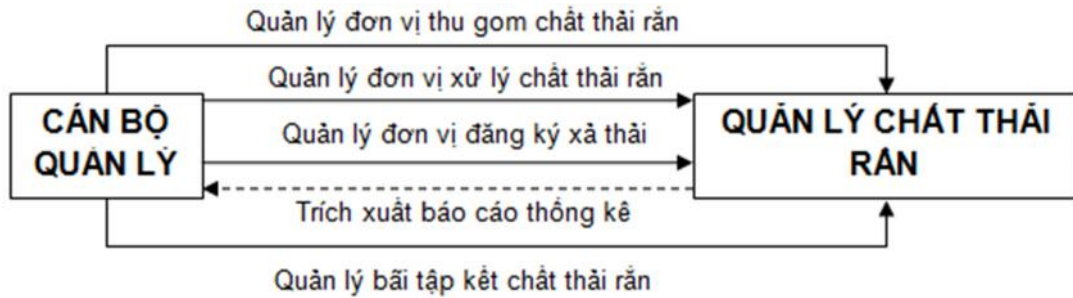 Quản lý đơn vị thu gom chất thải rắn
Quản lý đơn vị xử lý chất thải rắn
CÁN BỘ
QUẢN LÝ
Quản lý đơn vị đăng ký xả thải
QUẢN LÝ CHẤT THẢI
RẮN
Trích xuất báo cáo thống kê
Quản lý bãi tập kết chất thải rắn